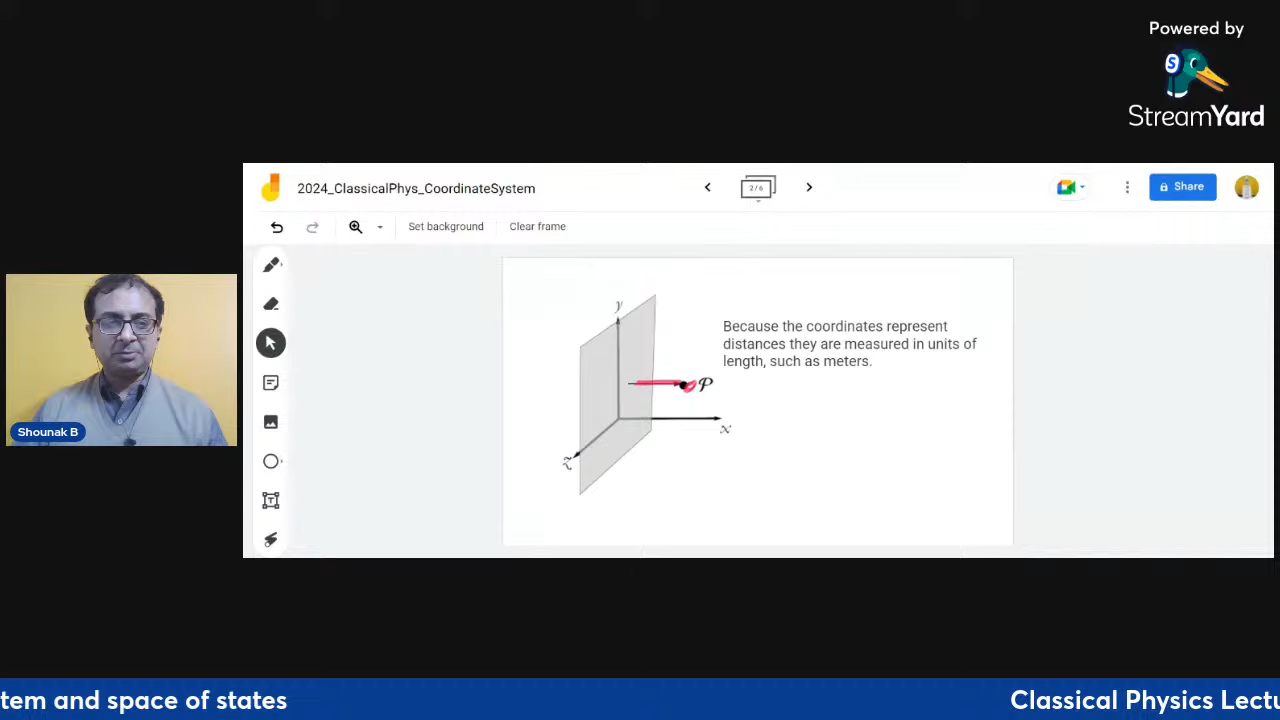 Powered by
S
StreamYard
2024_ClassicalPhys_CoordinateSystem
2/6
Share
Set background
Clear frame
y
Because the coordinates represent
distances they are measured in units of
length, such as meters.
P
x
z
T
Shounak B
tem and space of states
Classical Physics Lectu